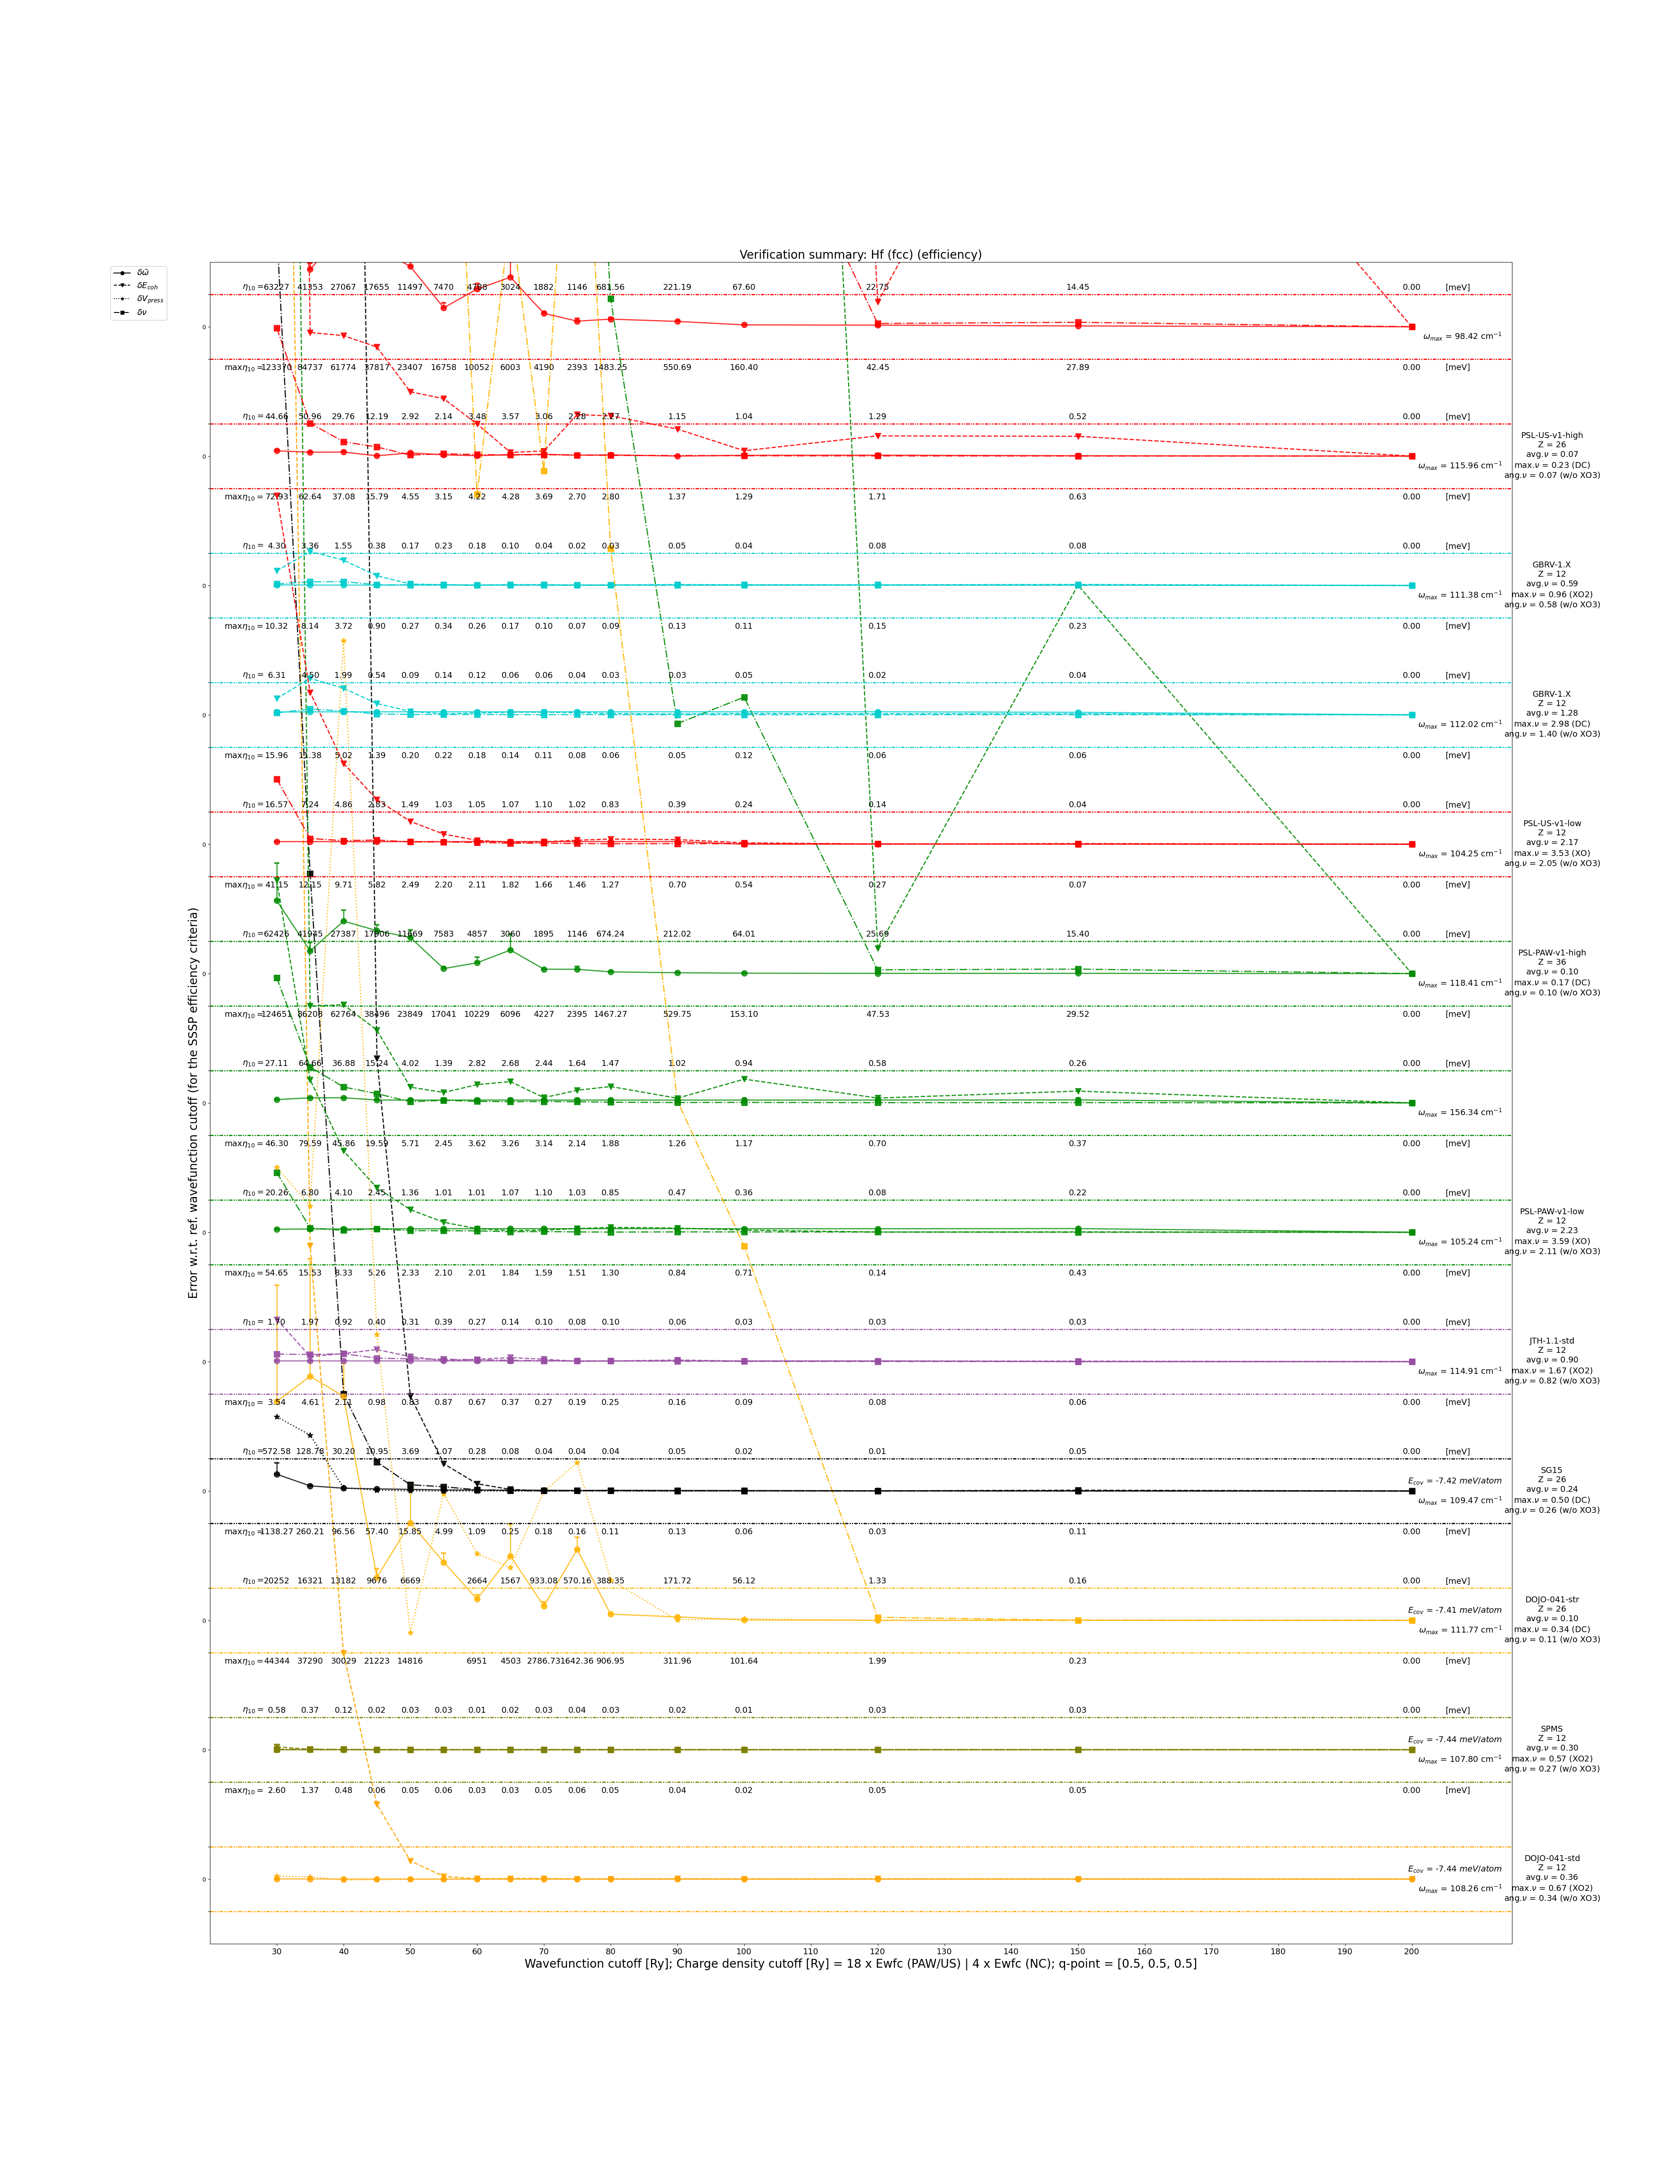 Verification summary: Hf (fcc) (efficiency)
δω̄
δE_coh
δV_press
δν
Error w.r.t. ref. wavefunction cutoff (for the SSSP efficiency criteria)
η₁₀ = 63227 41353 27067 17655 11497 7470 4768 3024 1882 1146 681.56 221.19 67.60 22.75 14.45 0.00 [meV]
0
ω_max = 98.42 cm⁻¹
maxη₁₀ = 123370 84737 61774 37817 23407 16758 10052 6003 4190 2393 1483.25 550.69 160.40 42.45 27.89 0.00 [meV]
η₁₀ = 44.66 50.96 29.76 12.19 2.92 2.14 3.48 3.57 3.06 2.28 2.27 1.15 1.04 1.29 0.52 0.00 [meV]
0
ω_max = 115.96 cm⁻¹
PSL-US-v1-high
Z = 26
avg.ν = 0.07
max.ν = 0.23 (DC)
ang.ν = 0.07 (w/o XO3)
maxη₁₀ = 72.93 62.64 37.08 15.79 4.55 3.15 4.22 4.28 3.69 2.70 2.80 1.37 1.29 1.71 0.63 0.00 [meV]
η₁₀ = 4.30 3.36 1.55 0.38 0.17 0.23 0.18 0.10 0.04 0.02 0.03 0.05 0.04 0.08 0.08 0.00 [meV]
0
ω_max = 111.38 cm⁻¹
GBRV-1.X
Z = 12
avg.ν = 0.59
max.ν = 0.96 (XO2)
ang.ν = 0.58 (w/o XO3)
maxη₁₀ = 10.32 8.14 3.72 0.90 0.27 0.34 0.26 0.17 0.10 0.07 0.09 0.13 0.11 0.15 0.23 0.00 [meV]
η₁₀ = 6.31 4.50 1.99 0.54 0.09 0.14 0.12 0.06 0.06 0.04 0.03 0.03 0.05 0.02 0.04 0.00 [meV]
0
ω_max = 112.02 cm⁻¹
GBRV-1.X
Z = 12
avg.ν = 1.28
max.ν = 2.98 (DC)
ang.ν = 1.40 (w/o XO3)
maxη₁₀ = 15.96 11.38 5.02 1.39 0.20 0.22 0.18 0.14 0.11 0.08 0.06 0.05 0.12 0.06 0.06 0.00 [meV]
η₁₀ = 16.57 7.24 4.86 2.83 1.49 1.03 1.05 1.07 1.10 1.02 0.83 0.39 0.24 0.14 0.04 0.00 [meV]
0
ω_max = 104.25 cm⁻¹
PSL-US-v1-low
Z = 12
avg.ν = 2.17
max.ν = 3.53 (XO)
ang.ν = 2.05 (w/o XO3)
maxη₁₀ = 41.15 12.15 9.71 5.82 2.49 2.20 2.11 1.82 1.66 1.46 1.27 0.70 0.54 0.27 0.07 0.00 [meV]
η₁₀ = 62426 41945 27387 17806 11669 7583 4857 3060 1895 1146 674.24 212.02 64.01 25.69 15.40 0.00 [meV]
0
ω_max = 118.41 cm⁻¹
PSL-PAW-v1-high
Z = 36
avg.ν = 0.10
max.ν = 0.17 (DC)
ang.ν = 0.10 (w/o XO3)
maxη₁₀ = 124651 86203 62764 38496 23849 17041 10229 6096 4227 2395 1467.27 529.75 153.10 47.53 29.52 0.00 [meV]
η₁₀ = 27.11 64.66 36.88 15.24 4.02 1.39 2.82 2.68 2.44 1.64 1.47 1.02 0.94 0.58 0.26 0.00 [meV]
0
ω_max = 156.34 cm⁻¹
maxη₁₀ = 46.30 79.59 45.86 19.59 5.71 2.45 3.62 3.26 3.14 2.14 1.88 1.26 1.17 0.70 0.37 0.00 [meV]
η₁₀ = 20.26 6.80 4.10 2.45 1.36 1.01 1.01 1.07 1.10 1.03 0.85 0.47 0.36 0.08 0.22 0.00 [meV]
0
ω_max = 105.24 cm⁻¹
PSL-PAW-v1-low
Z = 12
avg.ν = 2.23
max.ν = 3.59 (XO)
ang.ν = 2.11 (w/o XO3)
maxη₁₀ = 54.65 15.53 8.33 5.26 2.33 2.10 2.01 1.84 1.59 1.51 1.30 0.84 0.71 0.14 0.43 0.00 [meV]
η₁₀ = 1.70 1.97 0.92 0.40 0.31 0.39 0.27 0.14 0.10 0.08 0.10 0.06 0.03 0.03 0.03 0.00 [meV]
0
ω_max = 114.91 cm⁻¹
JTH-1.1-std
Z = 12
avg.ν = 0.90
max.ν = 1.67 (XO2)
ang.ν = 0.82 (w/o XO3)
maxη₁₀ = 3.54 4.61 2.11 0.98 0.83 0.87 0.67 0.37 0.27 0.19 0.25 0.16 0.09 0.08 0.06 0.00 [meV]
η₁₀ = 572.58 128.78 30.20 10.95 3.69 1.07 0.28 0.08 0.04 0.04 0.04 0.05 0.02 0.01 0.05 0.00 [meV]
0
E_cov = -7.42 meV/atom
ω_max = 109.47 cm⁻¹
SG15
Z = 26
avg.ν = 0.24
max.ν = 0.50 (DC)
ang.ν = 0.26 (w/o XO3)
maxη₁₀ = 1138.27 260.21 96.56 57.40 15.85 4.99 1.09 0.25 0.18 0.16 0.11 0.13 0.06 0.03 0.11 0.00 [meV]
η₁₀ = 20252 16321 13182 9676 6669 2664 1567 933.08 570.16 388.35 171.72 56.12 1.33 0.16 0.00 [meV]
0
E_cov = -7.41 meV/atom
ω_max = 111.77 cm⁻¹
DOJO-041-str
Z = 26
avg.ν = 0.10
max.ν = 0.34 (DC)
ang.ν = 0.11 (w/o XO3)
maxη₁₀ = 44344 37290 30029 21223 14816 6951 4503 2786.73 1642.36 906.95 311.96 101.64 1.99 0.23 0.00 [meV]
η₁₀ = 0.58 0.37 0.12 0.02 0.03 0.03 0.01 0.02 0.03 0.04 0.03 0.02 0.01 0.03 0.03 0.00 [meV]
0
E_cov = -7.44 meV/atom
ω_max = 107.80 cm⁻¹
SPMS
Z = 12
avg.ν = 0.30
max.ν = 0.57 (XO2)
ang.ν = 0.27 (w/o XO3)
maxη₁₀ = 2.60 1.37 0.48 0.06 0.05 0.06 0.03 0.03 0.05 0.06 0.05 0.04 0.02 0.05 0.05 0.00 [meV]
0
E_cov = -7.44 meV/atom
ω_max = 108.26 cm⁻¹
DOJO-041-std
Z = 12
avg.ν = 0.36
max.ν = 0.67 (XO2)
ang.ν = 0.34 (w/o XO3)
30 40 50 60 70 80 90 100 110 120 130 140 150 160 170 180 190 200
Wavefunction cutoff [Ry]; Charge density cutoff [Ry] = 18 x Ewfc (PAW/US) | 4 x Ewfc (NC); q-point = [0.5, 0.5, 0.5]